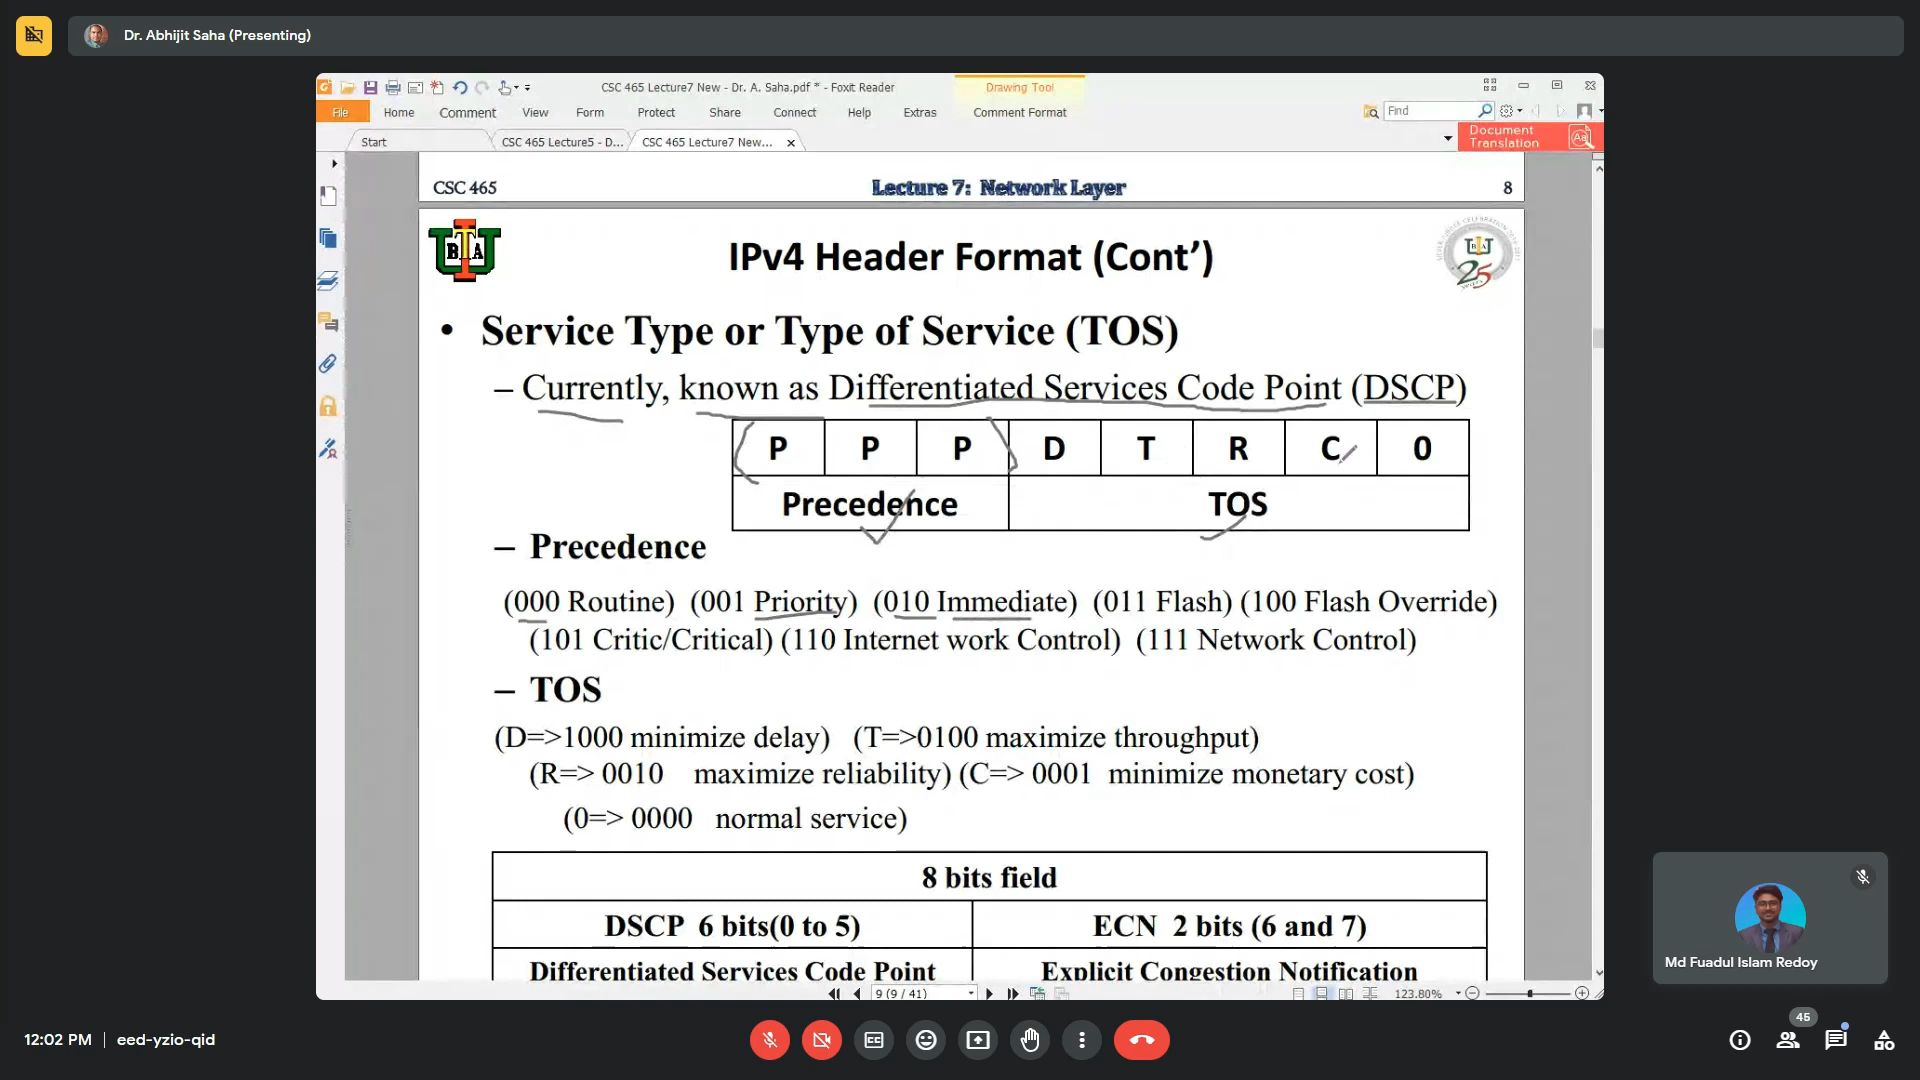 Dr. Abhijit Saha (Presenting)
CSC 465 Lecture7 New - Dr. A. Saha.pdf * - Foxit Reader
Drawing Tool
File Home Comment View Form Protect Share Connect Help Extras Comment Format
Find
Start CSC 465 Lecture5 - D... CSC 465 Lecture7 New...
Document Translation
CSC 465 Lecture 7: Network Layer 8
IUBAT
IPv4 Header Format (Cont’)
25
• Service Type or Type of Service (TOS)
– Currently, known as Differentiated Services Code Point (DSCP)
P P P D T R C 0
Precedence TOS
– Precedence
(000 Routine) (001 Priority) (010 Immediate) (011 Flash) (100 Flash Override)
(101 Critic/Critical) (110 Internet work Control) (111 Network Control)
– TOS
(D=>1000 minimize delay) (T=>0100 maximize throughput)
(R=> 0010 maximize reliability) (C=> 0001 minimize monetary cost)
(0=> 0000 normal service)
8 bits field
DSCP 6 bits(0 to 5) ECN 2 bits (6 and 7)
Differentiated Services Code Point Explicit Congestion Notification
9 (9 / 41) 123.80%
Md Fuadul Islam Redoy
12:02 PM | eed-yzio-qid
45